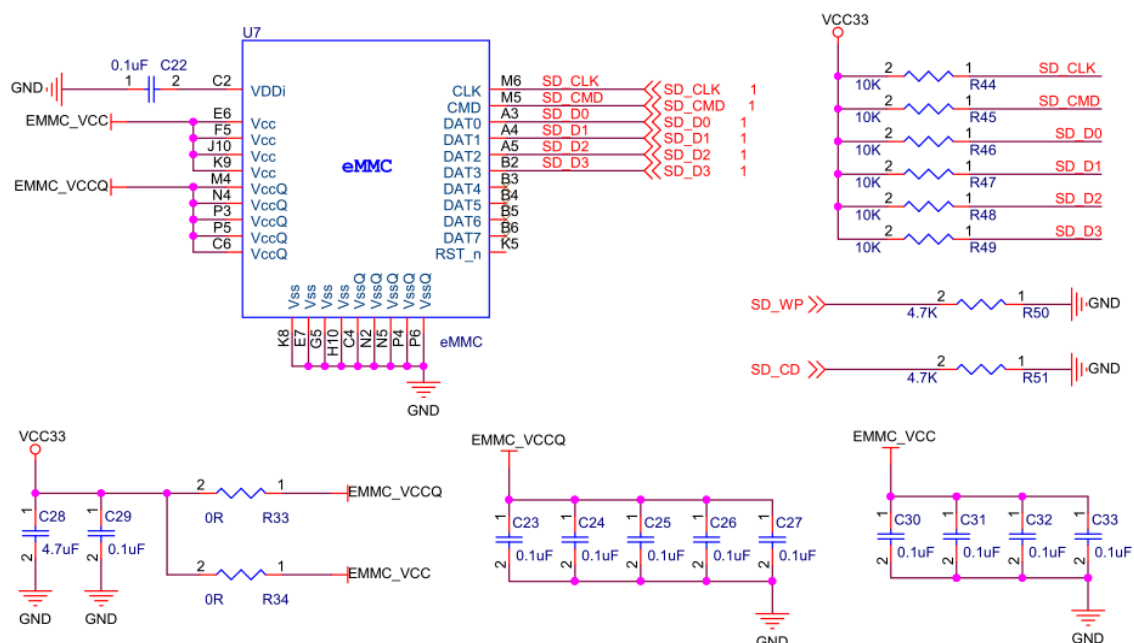 U7
0.1uF C22
GND 1 2 C2 VDDi
EMMC_VCC E6 Vcc
F5 Vcc
J10 Vcc
K9 Vcc
EMMC_VCCQ M4 VccQ
N4 VccQ
P3 VccQ
P5 VccQ
C6 VccQ
eMMC
CLK M6 SD_CLK SD_CLK 1
CMD M5 SD_CMD SD_CMD 1
DAT0 A3 SD_D0 SD_D0 1
DAT1 A4 SD_D1 SD_D1 1
DAT2 A5 SD_D2 SD_D2 1
DAT3 B2 SD_D3 SD_D3 1
DAT4 B3
DAT5 B4
DAT6 B5
DAT7 B6
RST_n K5
Vss Vss Vss Vss VssQ VssQ VssQ VssQ VssQ
K8 E7 G5 H10 C4 N2 N5 P4 P6
eMMC
GND
VCC33
2 1 SD_CLK
10K R44
2 1 SD_CMD
10K R45
2 1 SD_D0
10K R46
2 1 SD_D1
10K R47
2 1 SD_D2
10K R48
2 1 SD_D3
10K R49
SD_WP 2 1 GND
4.7K R50
SD_CD 2 1 GND
4.7K R51
VCC33
2 1 EMMC_VCCQ
0R R33
1 C28 1 C29
4.7uF 0.1uF
2 2
2 1 EMMC_VCC
0R R34
GND GND
EMMC_VCCQ
1 C23 1 C24 1 C25 1 C26 1 C27
0.1uF 0.1uF 0.1uF 0.1uF 0.1uF
2 2 2 2 2
GND
EMMC_VCC
1 C30 1 C31 1 C32 1 C33
0.1uF 0.1uF 0.1uF 0.1uF
2 2 2 2
GND